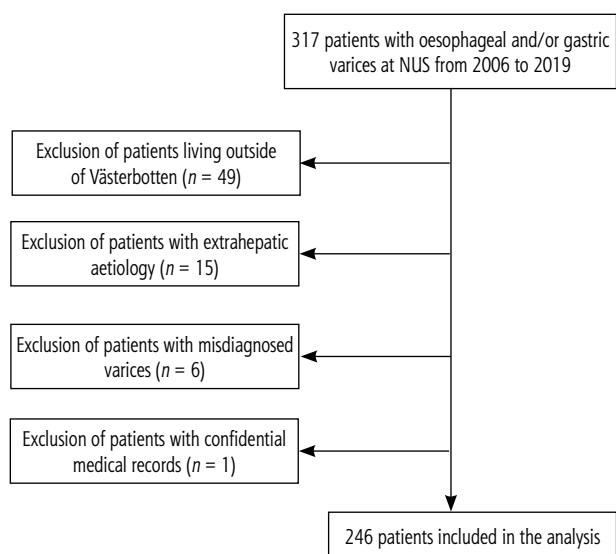 317 patients with oesophageal and/or gastric
varices at NUS from 2006 to 2019
Exclusion of patients living outside
of Västerbotten (n = 49)
Exclusion of patients with extrahepatic
aetiology (n = 15)
Exclusion of patients with misdiagnosed
varices (n = 6)
Exclusion of patients with confidential
medical records (n = 1)
246 patients included in the analysis